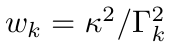 $w_k = \kappa^2 / \Gamma_k^2$